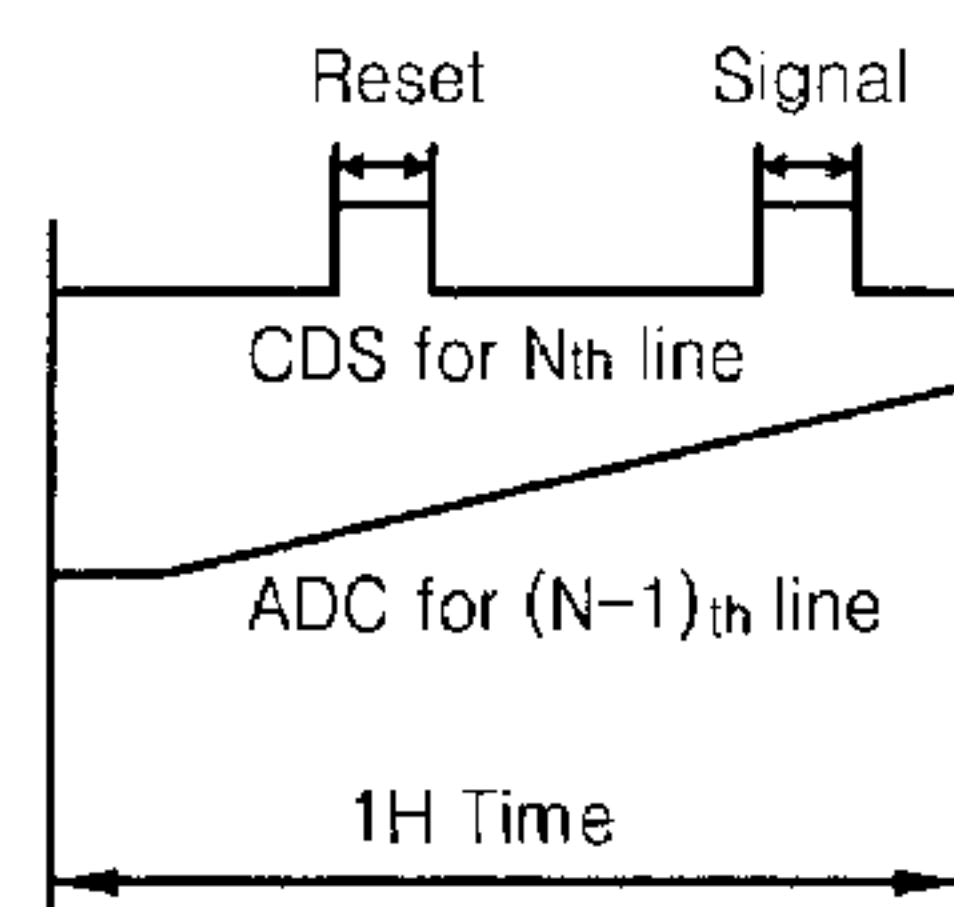 Reset Signal
CDS for Nth line
ADC for (N-1)th line
1H Time